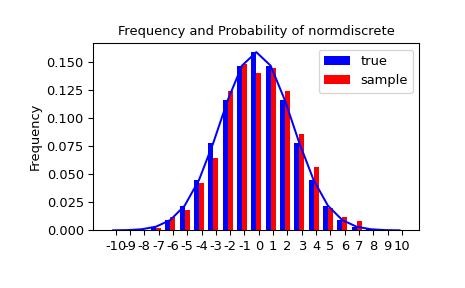 Frequency and Probability of normdiscrete
true
sample
Frequency
0.150
0.125
0.100
0.075
0.050
0.025
0.000
-10 -9 -8 -7 -6 -5 -4 -3 -2 -1 0 1 2 3 4 5 6 7 8 9 10